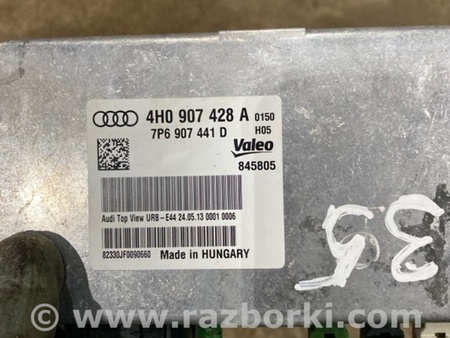 4H0 907 428 A 0150
7P6 907 441 D H05
Valeo
845805
Audi Top View URB-E44 24.05.13 0001 0006
82330JF0090660 Made in HUNGARY
35
www.razborki.com